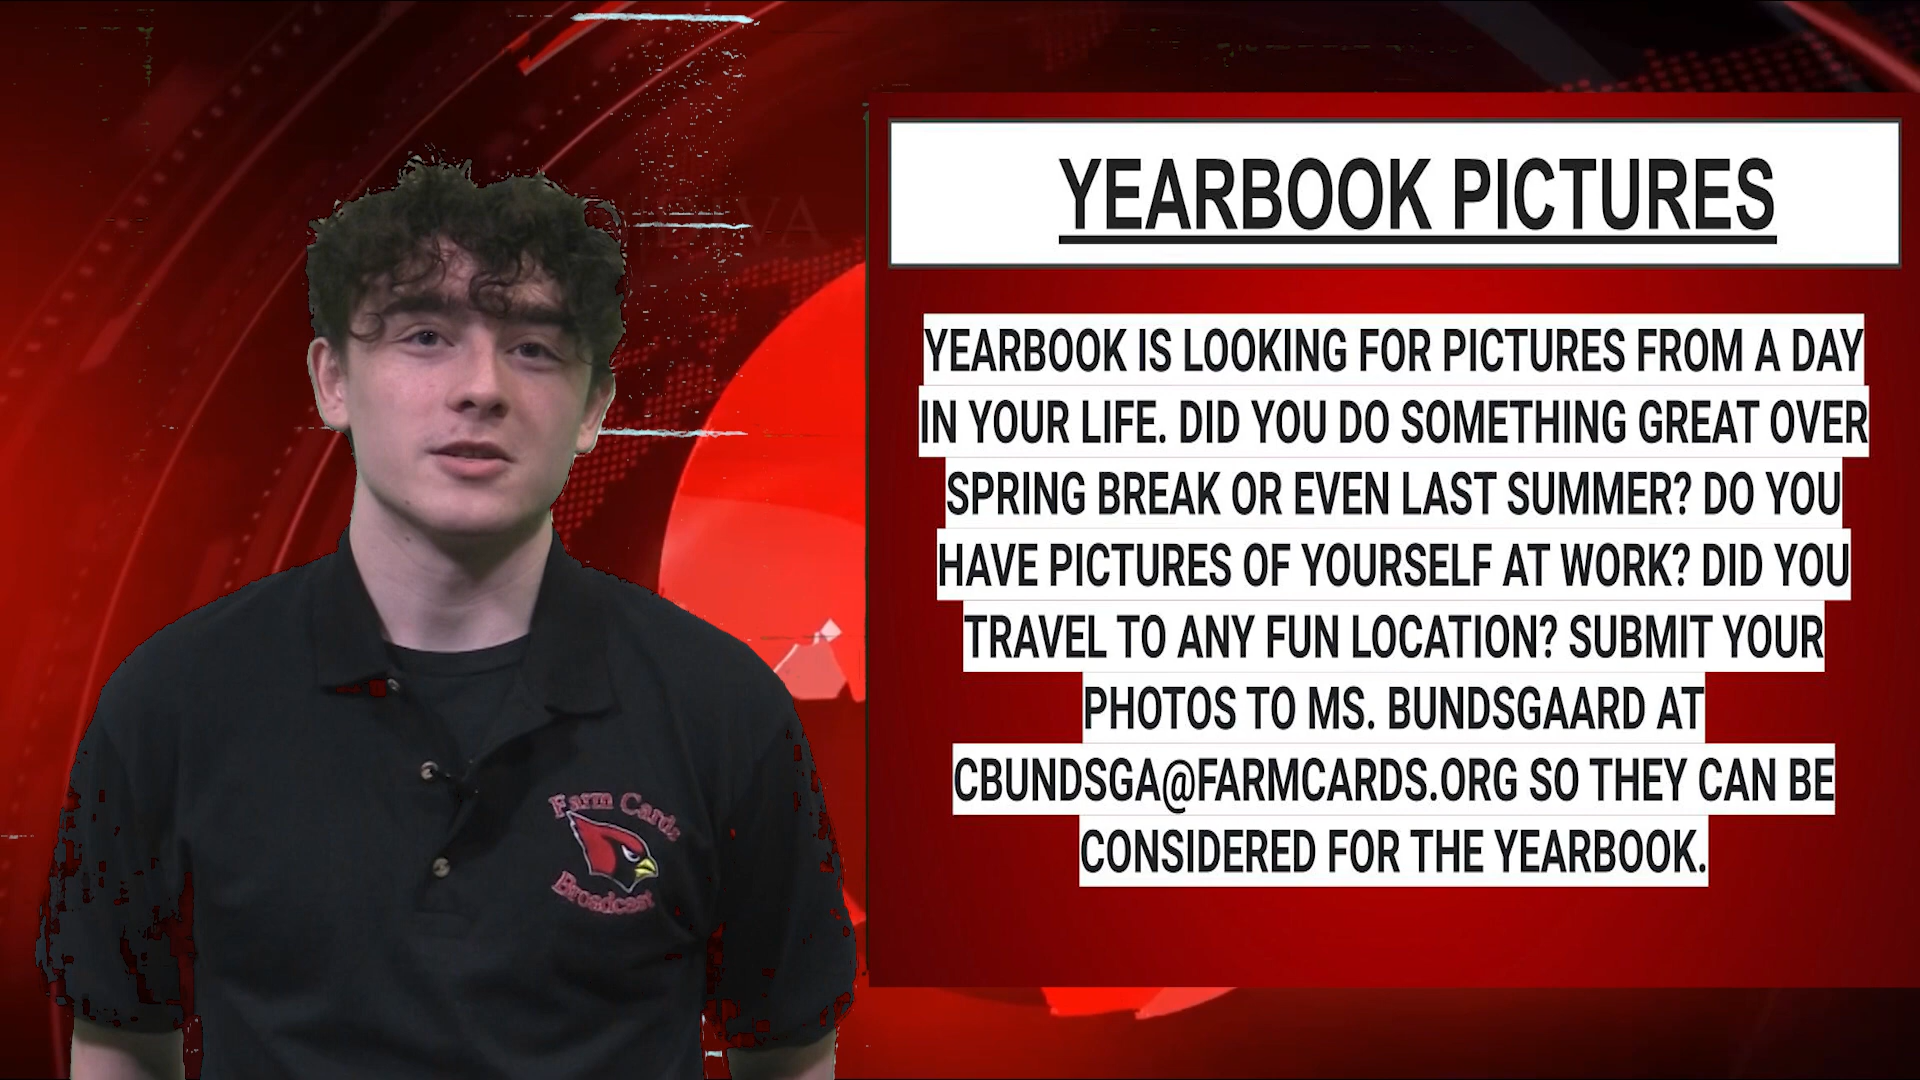 YEARBOOK PICTURES
YEARBOOK IS LOOKING FOR PICTURES FROM A DAY
IN YOUR LIFE. DID YOU DO SOMETHING GREAT OVER
SPRING BREAK OR EVEN LAST SUMMER? DO YOU
HAVE PICTURES OF YOURSELF AT WORK? DID YOU
TRAVEL TO ANY FUN LOCATION? SUBMIT YOUR
PHOTOS TO MS. BUNDSGAARD AT
CBUNDSGA@FARMCARDS.ORG SO THEY CAN BE
CONSIDERED FOR THE YEARBOOK.
Farm Cards
Broadcast